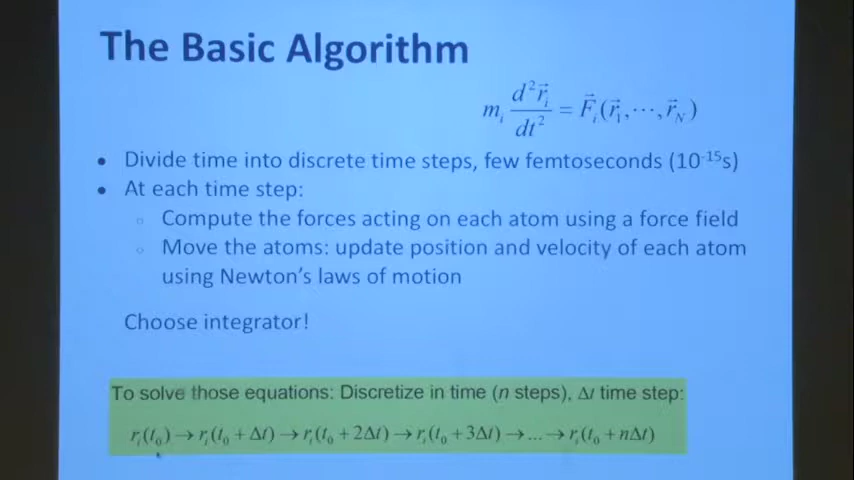 The Basic Algorithm
m_i d²r⃗_i/dt² = F⃗_i(r⃗_1,⋯,r⃗_N)
• Divide time into discrete time steps, few femtoseconds (10⁻¹⁵s)
• At each time step:
○ Compute the forces acting on each atom using a force field
○ Move the atoms: update position and velocity of each atom
using Newton's laws of motion
Choose integrator!
To solve those equations: Discretize in time (n steps), Δt time step:
r_i(t_0) → r_i(t_0 + Δt) → r_i(t_0 + 2Δt) → r_i(t_0 + 3Δt) → ... → r_i(t_0 + nΔt)